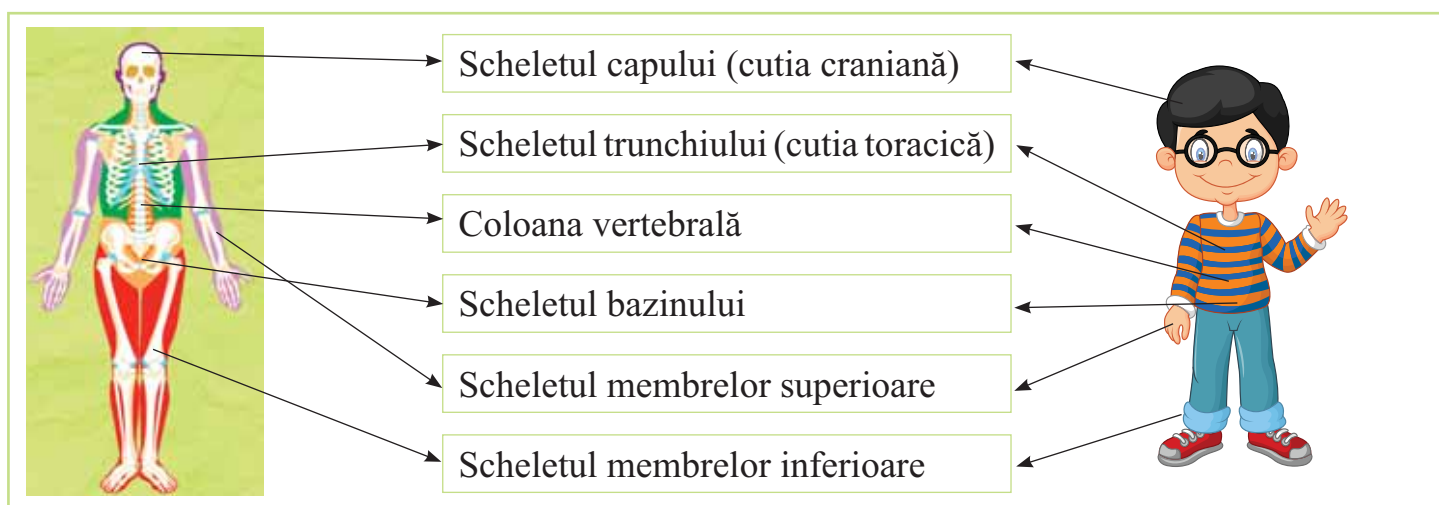 Scheletul capului (cutia craniană)
Scheletul trunchiului (cutia toracică)
Coloana vertebrală
Scheletul bazinului
Scheletul membrelor superioare
Scheletul membrelor inferioare